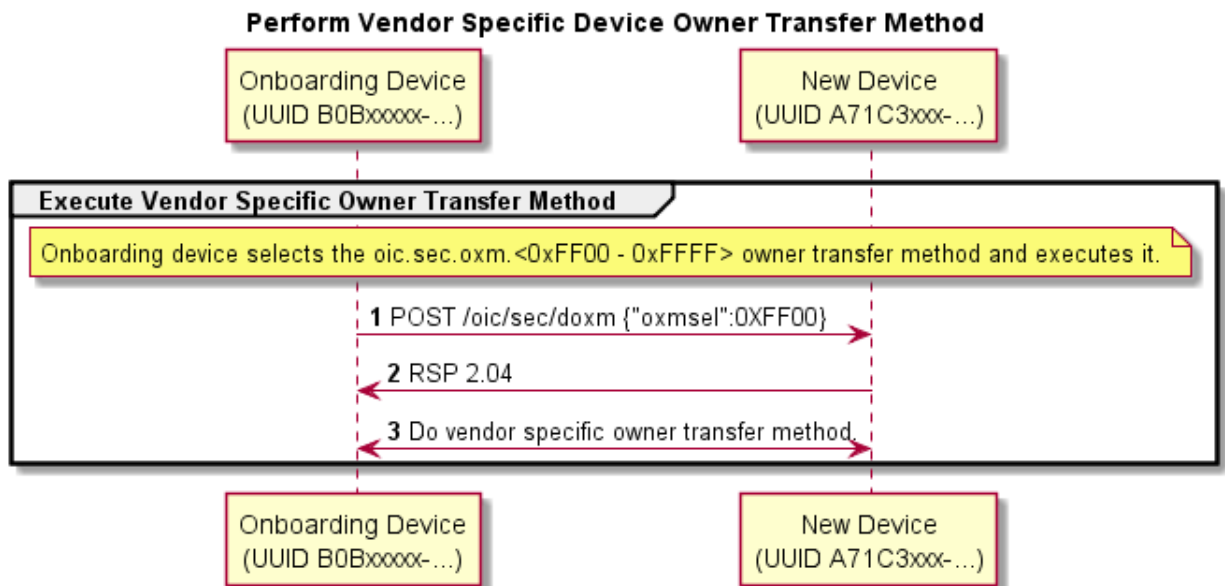 Perform Vendor Specific Device Owner Transfer Method
Onboarding Device
(UUID B0Bxxxxx-...)
New Device
(UUID A71C3xxx-...)
Execute Vendor Specific Owner Transfer Method
Onboarding device selects the oic.sec.oxm.<0xFF00 - 0xFFFF> owner transfer method and executes it.
1 POST /oic/sec/doxm {"oxmsel":0XFF00}
2 RSP 2.04
3 Do vendor specific owner transfer method.
Onboarding Device
(UUID B0Bxxxxx-...)
New Device
(UUID A71C3xxx-...)